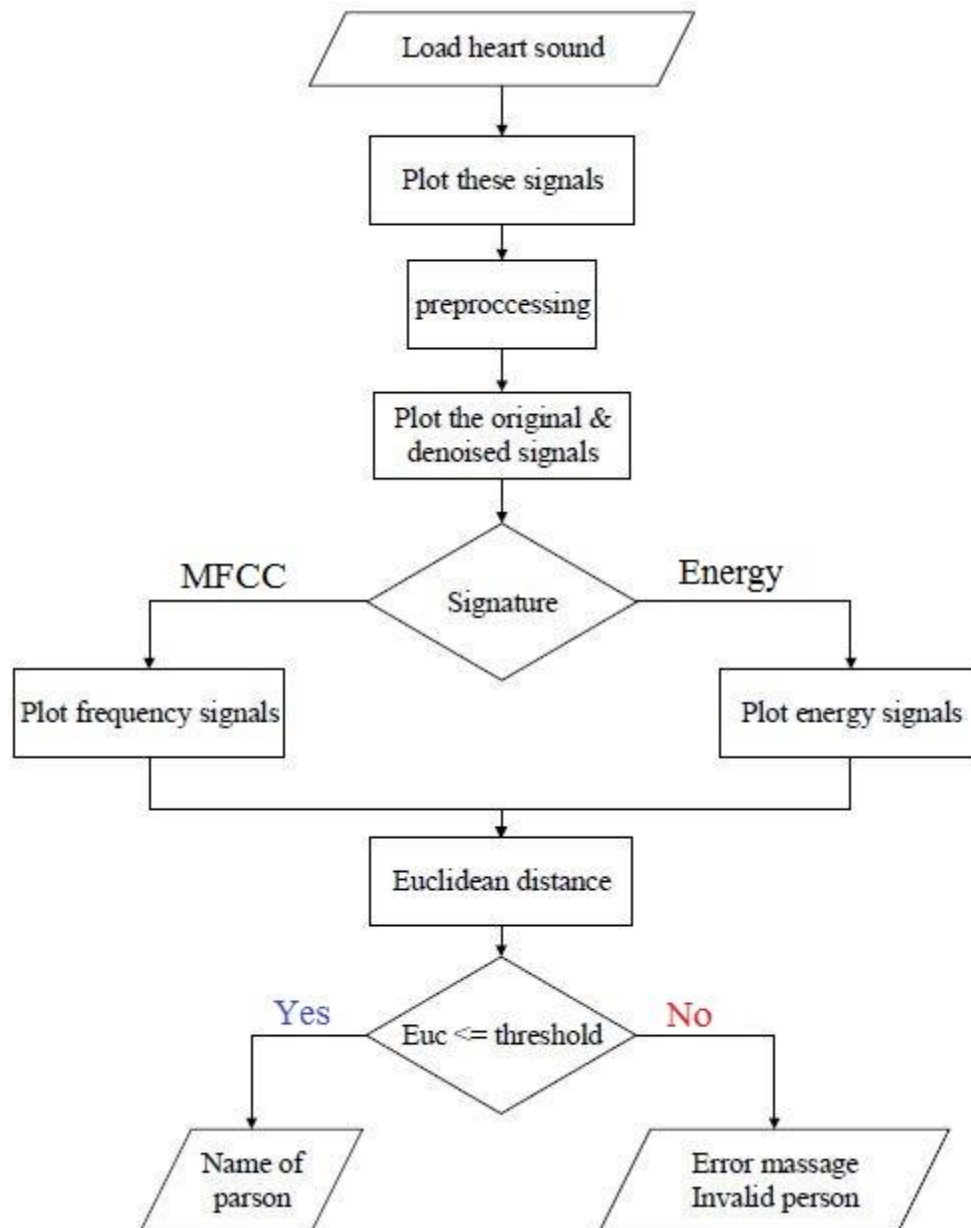 Load heart sound
Plot these signals
preproccessing
Plot the original &
denoised signals
MFCC
Signature
Energy
Plot frequency signals
Plot energy signals
Euclidean distance
Yes
Euc <= threshold
No
Name of
parson
Error massage
Invalid person